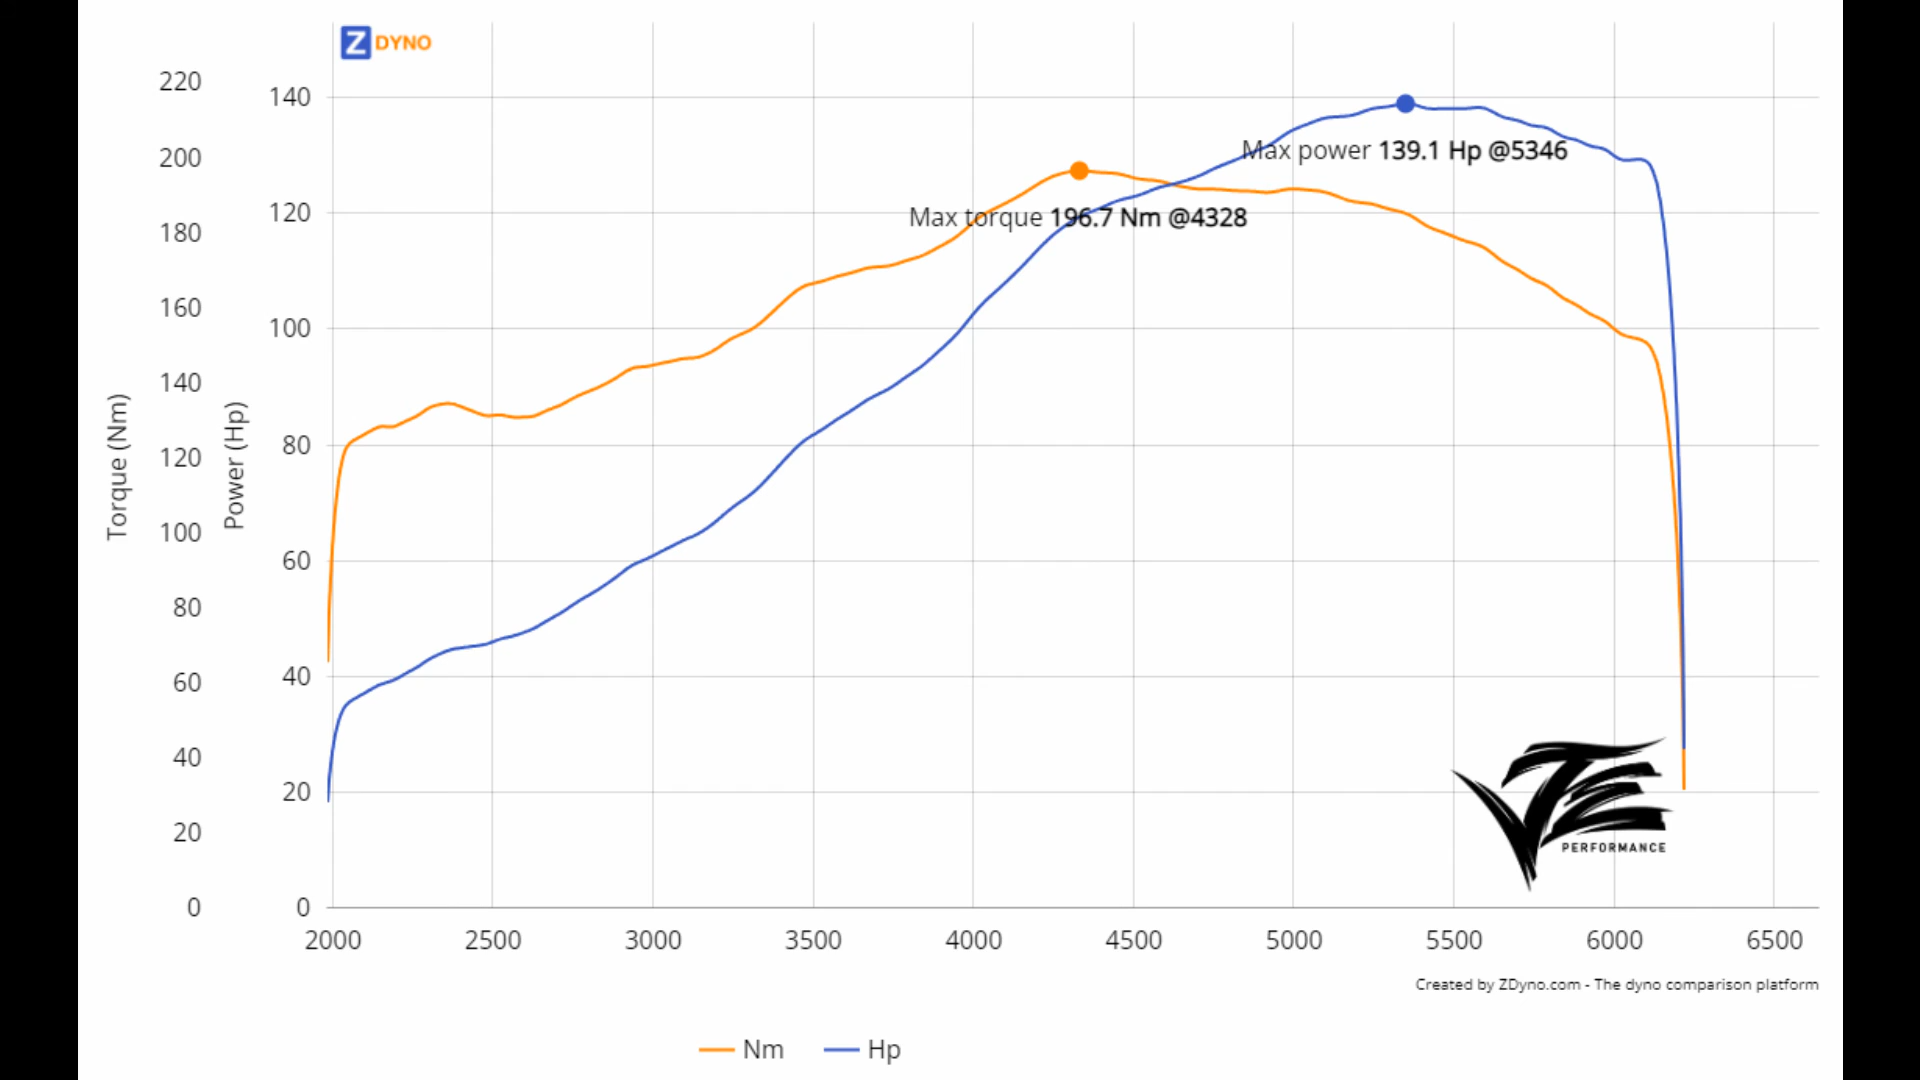 Z DYNO
220
200
180
160
140
120
100
80
60
40
20
0
Torque (Nm)
140
120
100
80
60
40
20
0
Power (Hp)
Max power 139.1 Hp @5346
Max torque 196.7 Nm @4328
VZE
PERFORMANCE
2000 2500 3000 3500 4000 4500 5000 5500 6000 6500
Created by ZDyno.com - The dyno comparison platform
Nm Hp